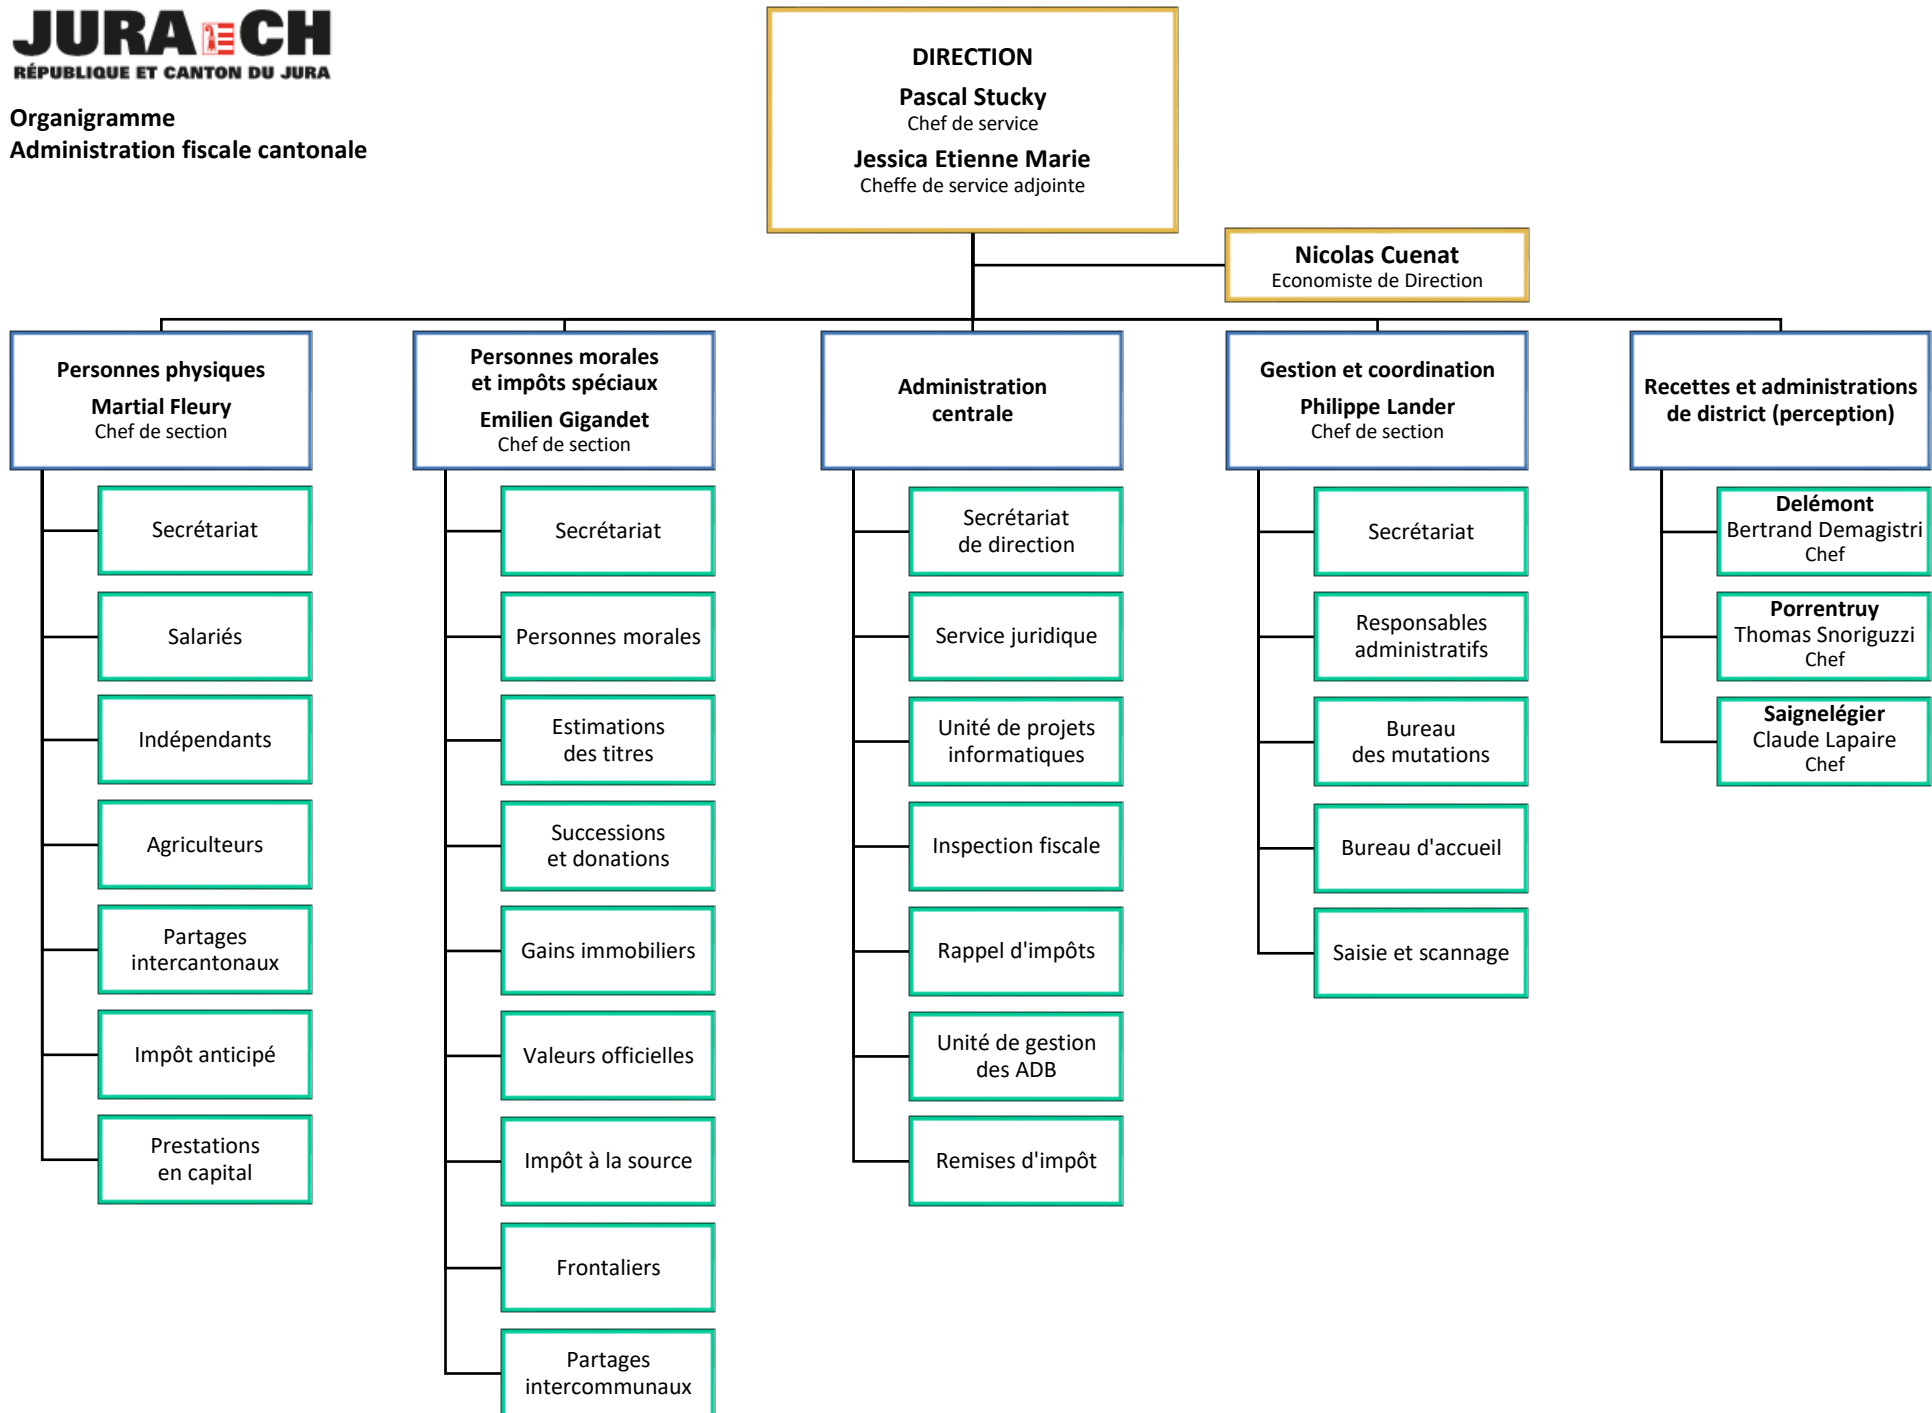 JURA CH
RÉPUBLIQUE ET CANTON DU JURA
Organigramme
Administration fiscale cantonale
DIRECTION
Pascal Stucky
Chef de service
Jessica Etienne Marie
Cheffe de service adjointe
Nicolas Cuenat
Economiste de Direction
Personnes physiques
Martial Fleury
Chef de section
Secrétariat
Salariés
Indépendants
Agriculteurs
Partages
intercantonaux
Impôt anticipé
Prestations
en capital
Personnes morales
et impôts spéciaux
Emilien Gigandet
Chef de section
Secrétariat
Personnes morales
Estimations
des titres
Successions
et donations
Gains immobiliers
Valeurs officielles
Impôt à la source
Frontaliers
Partages
intercommunaux
Administration
centrale
Secrétariat
de direction
Service juridique
Unité de projets
informatiques
Inspection fiscale
Rappel d'impôts
Unité de gestion
des ADB
Remises d'impôt
Gestion et coordination
Philippe Lander
Chef de section
Secrétariat
Responsables
administratifs
Bureau
des mutations
Bureau d'accueil
Saisie et scannage
Recettes et administrations
de district (perception)
Delémont
Bertrand Demagistri
Chef
Porrentruy
Thomas Snoriguzzi
Chef
Saignelégier
Claude Lapaire
Chef